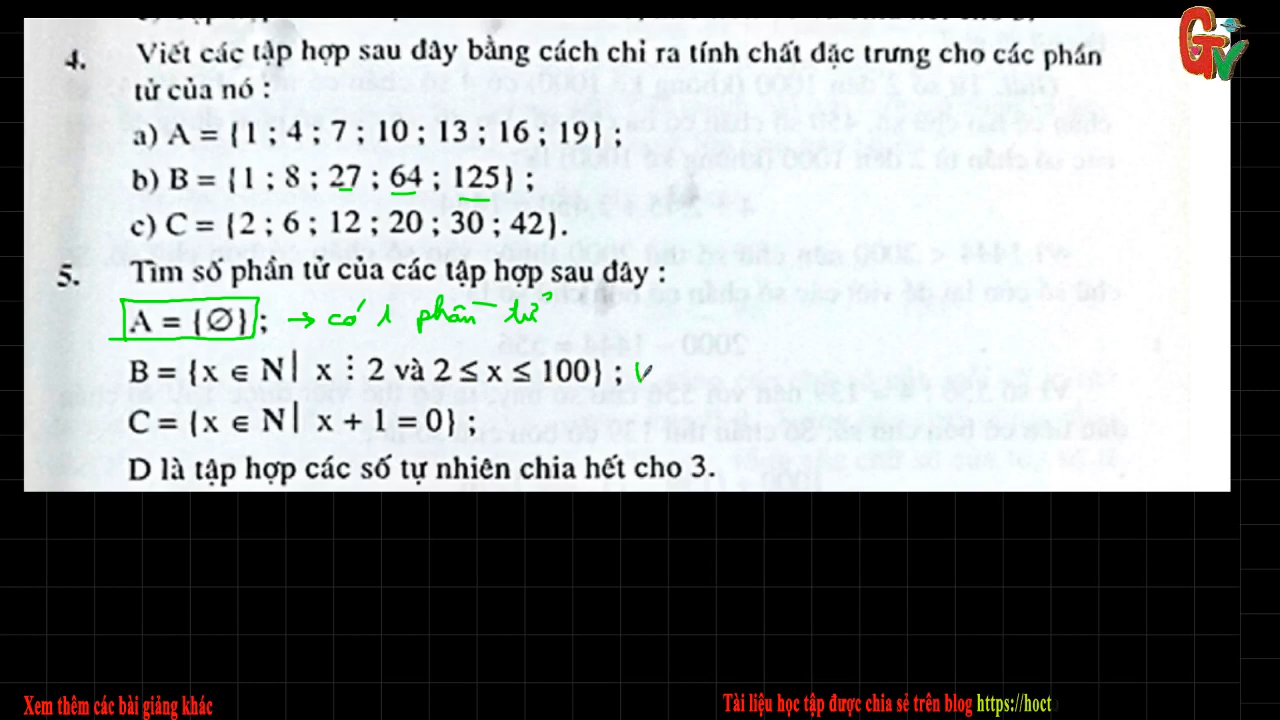 4. Viết các tập hợp sau đây bằng cách chỉ ra tính chất đặc trưng cho các phần
tử của nó :
a) A = {1 ; 4 ; 7 ; 10 ; 13 ; 16 ; 19} ;
b) B = {1 ; 8 ; 27 ; 64 ; 125} ;
c) C = {2 ; 6 ; 12 ; 20 ; 30 ; 42}.
5. Tìm số phần tử của các tập hợp sau đây :
A = {∅} ; → có 1 phần tử
B = {x ∈ N| x ⋮ 2 và 2 ≤ x ≤ 100} ; v
C = {x ∈ N| x + 1 = 0} ;
D là tập hợp các số tự nhiên chia hết cho 3.
GTV
Xem thêm các bài giảng khác
Tài liệu học tập được chia sẻ trên blog https://hoct